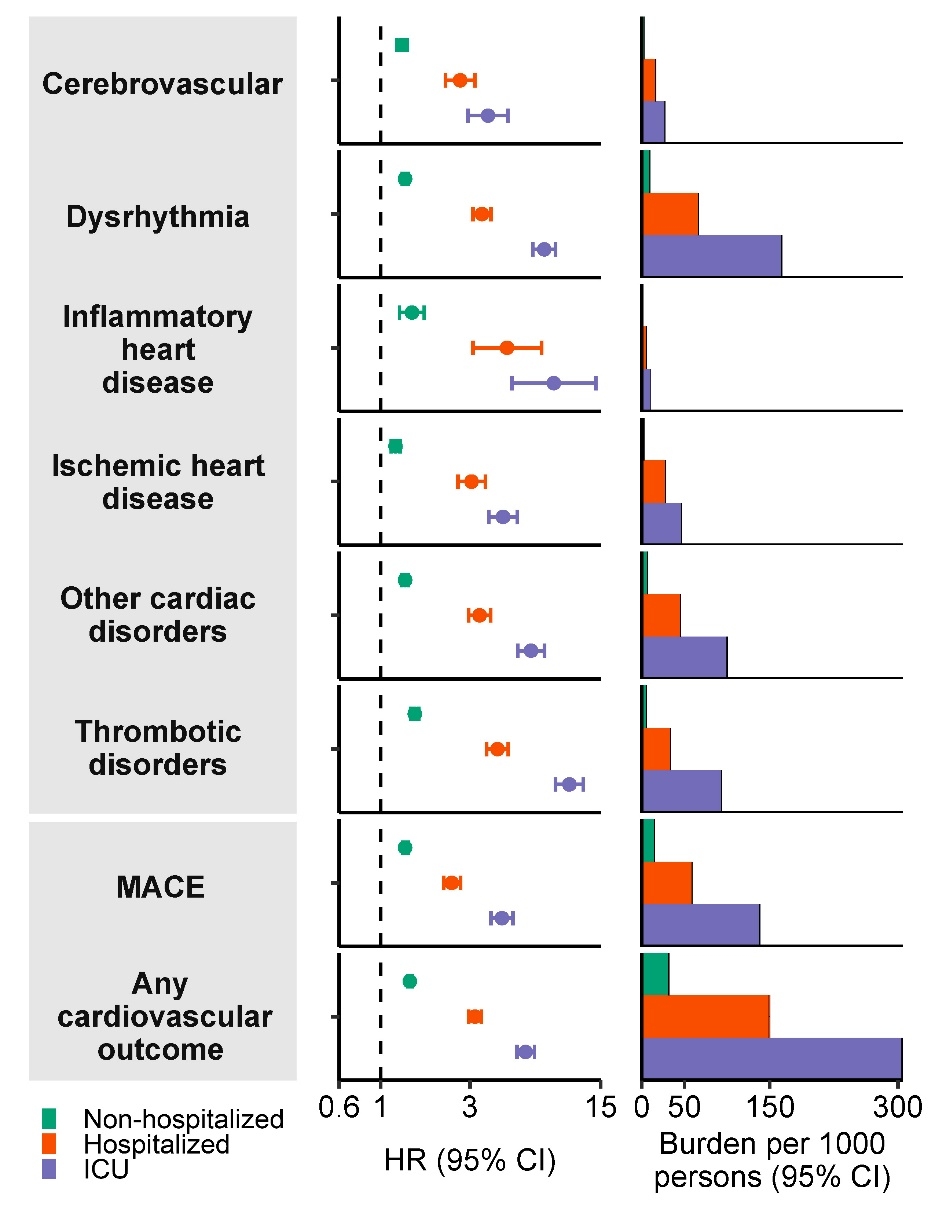 Cerebrovascular
Dysrhythmia
Inflammatory
heart
disease
Ischemic heart
disease
Other cardiac
disorders
Thrombotic
disorders
MACE
Any
cardiovascular
outcome
Non-hospitalized
Hospitalized
ICU
0.6 1 3 15
HR (95% CI)
0 50 150 300
Burden per 1000
persons (95% CI)